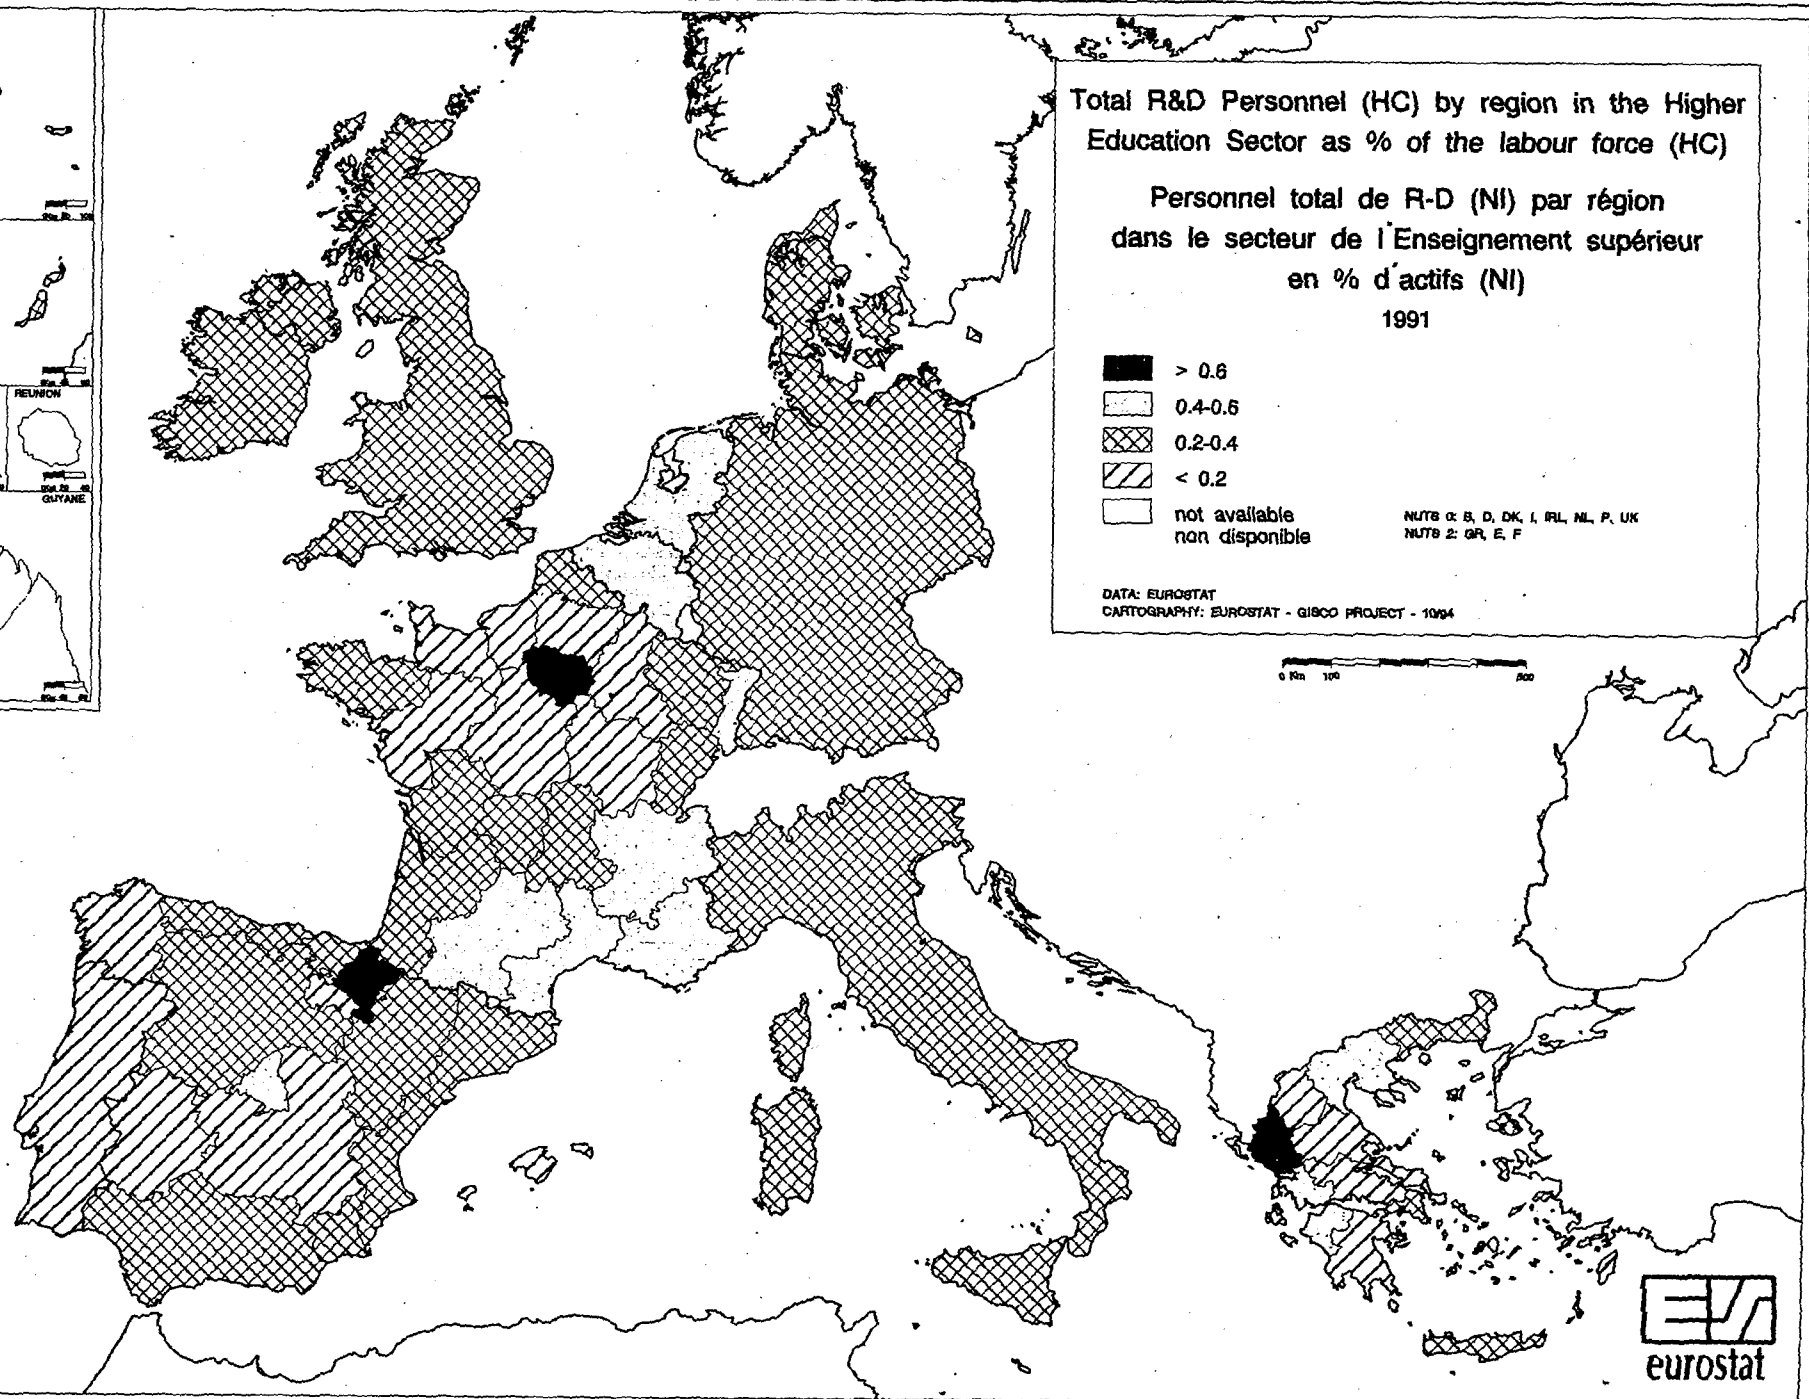 REUNION
GUYANE
Total R&D Personnel (HC) by region in the Higher
Education Sector as % of the labour force (HC)
Personnel total de R-D (NI) par région
dans le secteur de l'Enseignement supérieur
en % d'actifs (NI)
1991
> 0.6
0.4-0.6
0.2-0.4
< 0.2
not available
non disponible
NUTS 0: B, D, DK, I, IRL, NL, P, UK
NUTS 2: GR, E, F
DATA: EUROSTAT
CARTOGRAPHY: EUROSTAT - GISCO PROJECT - 10/94
0 Km 100 500
eurostat